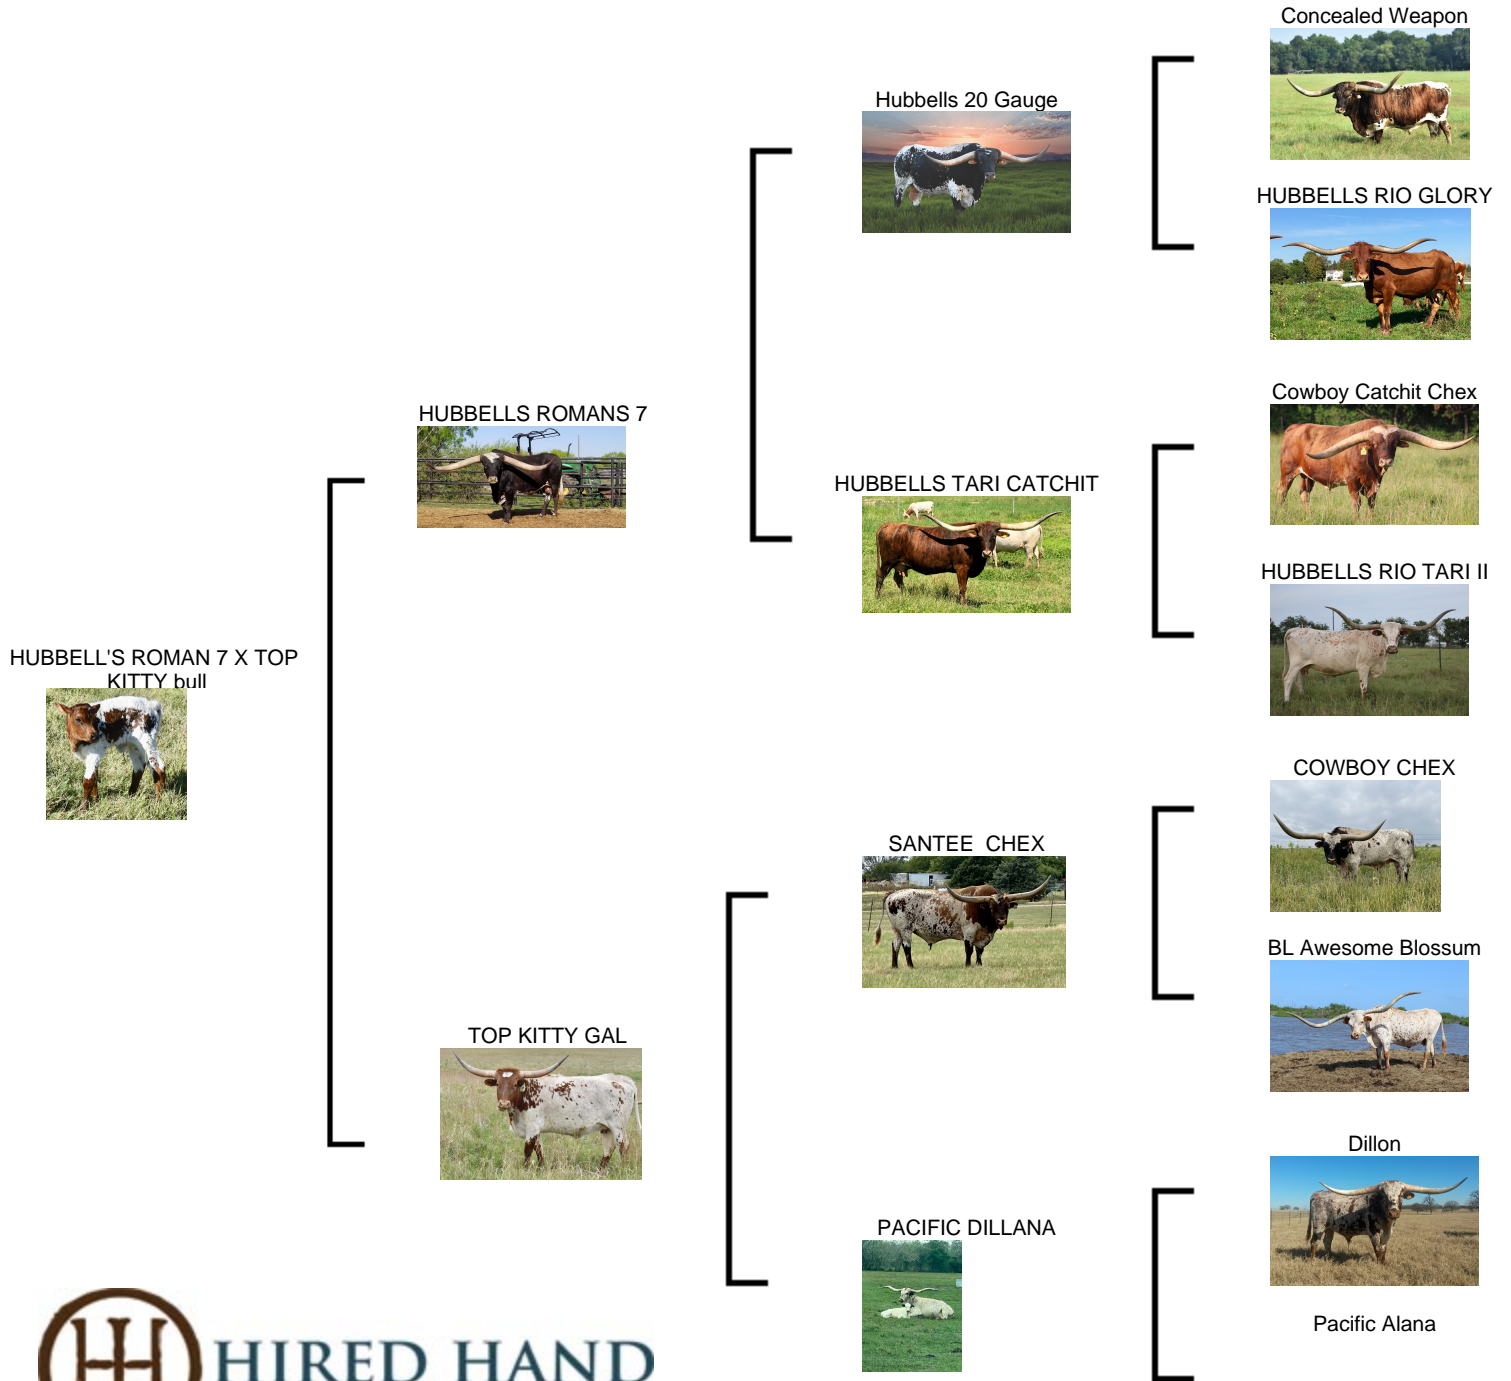 Concealed Weapon
Hubbells 20 Gauge
HUBBELLS RIO GLORY
Cowboy Catchit Chex
HUBBELLS ROMANS 7
HUBBELLS TARI CATCHIT
HUBBELLS RIO TARI II
HUBBELL'S ROMAN 7 X TOP
KITTY bull
COWBOY CHEX
SANTEE  CHEX
BL Awesome Blossum
TOP KITTY GAL
Dillon
PACIFIC DILLANA
Pacific Alana
HIRED HAND